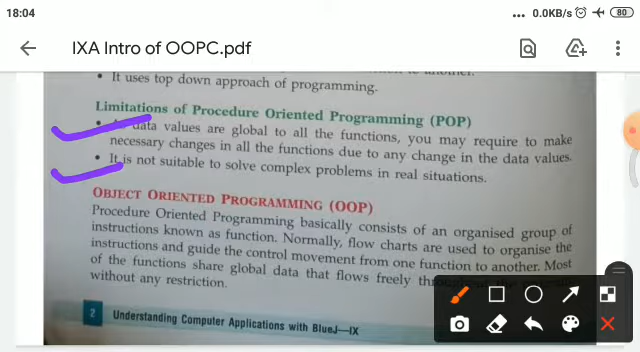 18:04
... 0.0KB/s 80
IXA Intro of OOPC.pdf
• It uses top down approach of programming.
Limitations of Procedure Oriented Programming (POP)
• data values are global to all the functions, you may require to make
necessary changes in all the functions due to any change in the data values.
• It is not suitable to solve complex problems in real situations.
OBJECT ORIENTED PROGRAMMING (OOP)
Procedure Oriented Programming basically consists of an organised group of
instructions known as function. Normally, flow charts are used to organise the
instructions and guide the control movement from one function to another. Most
of the functions share global data that flows freely
without any restriction.
2 Understanding Computer Applications with BlueJ—IX